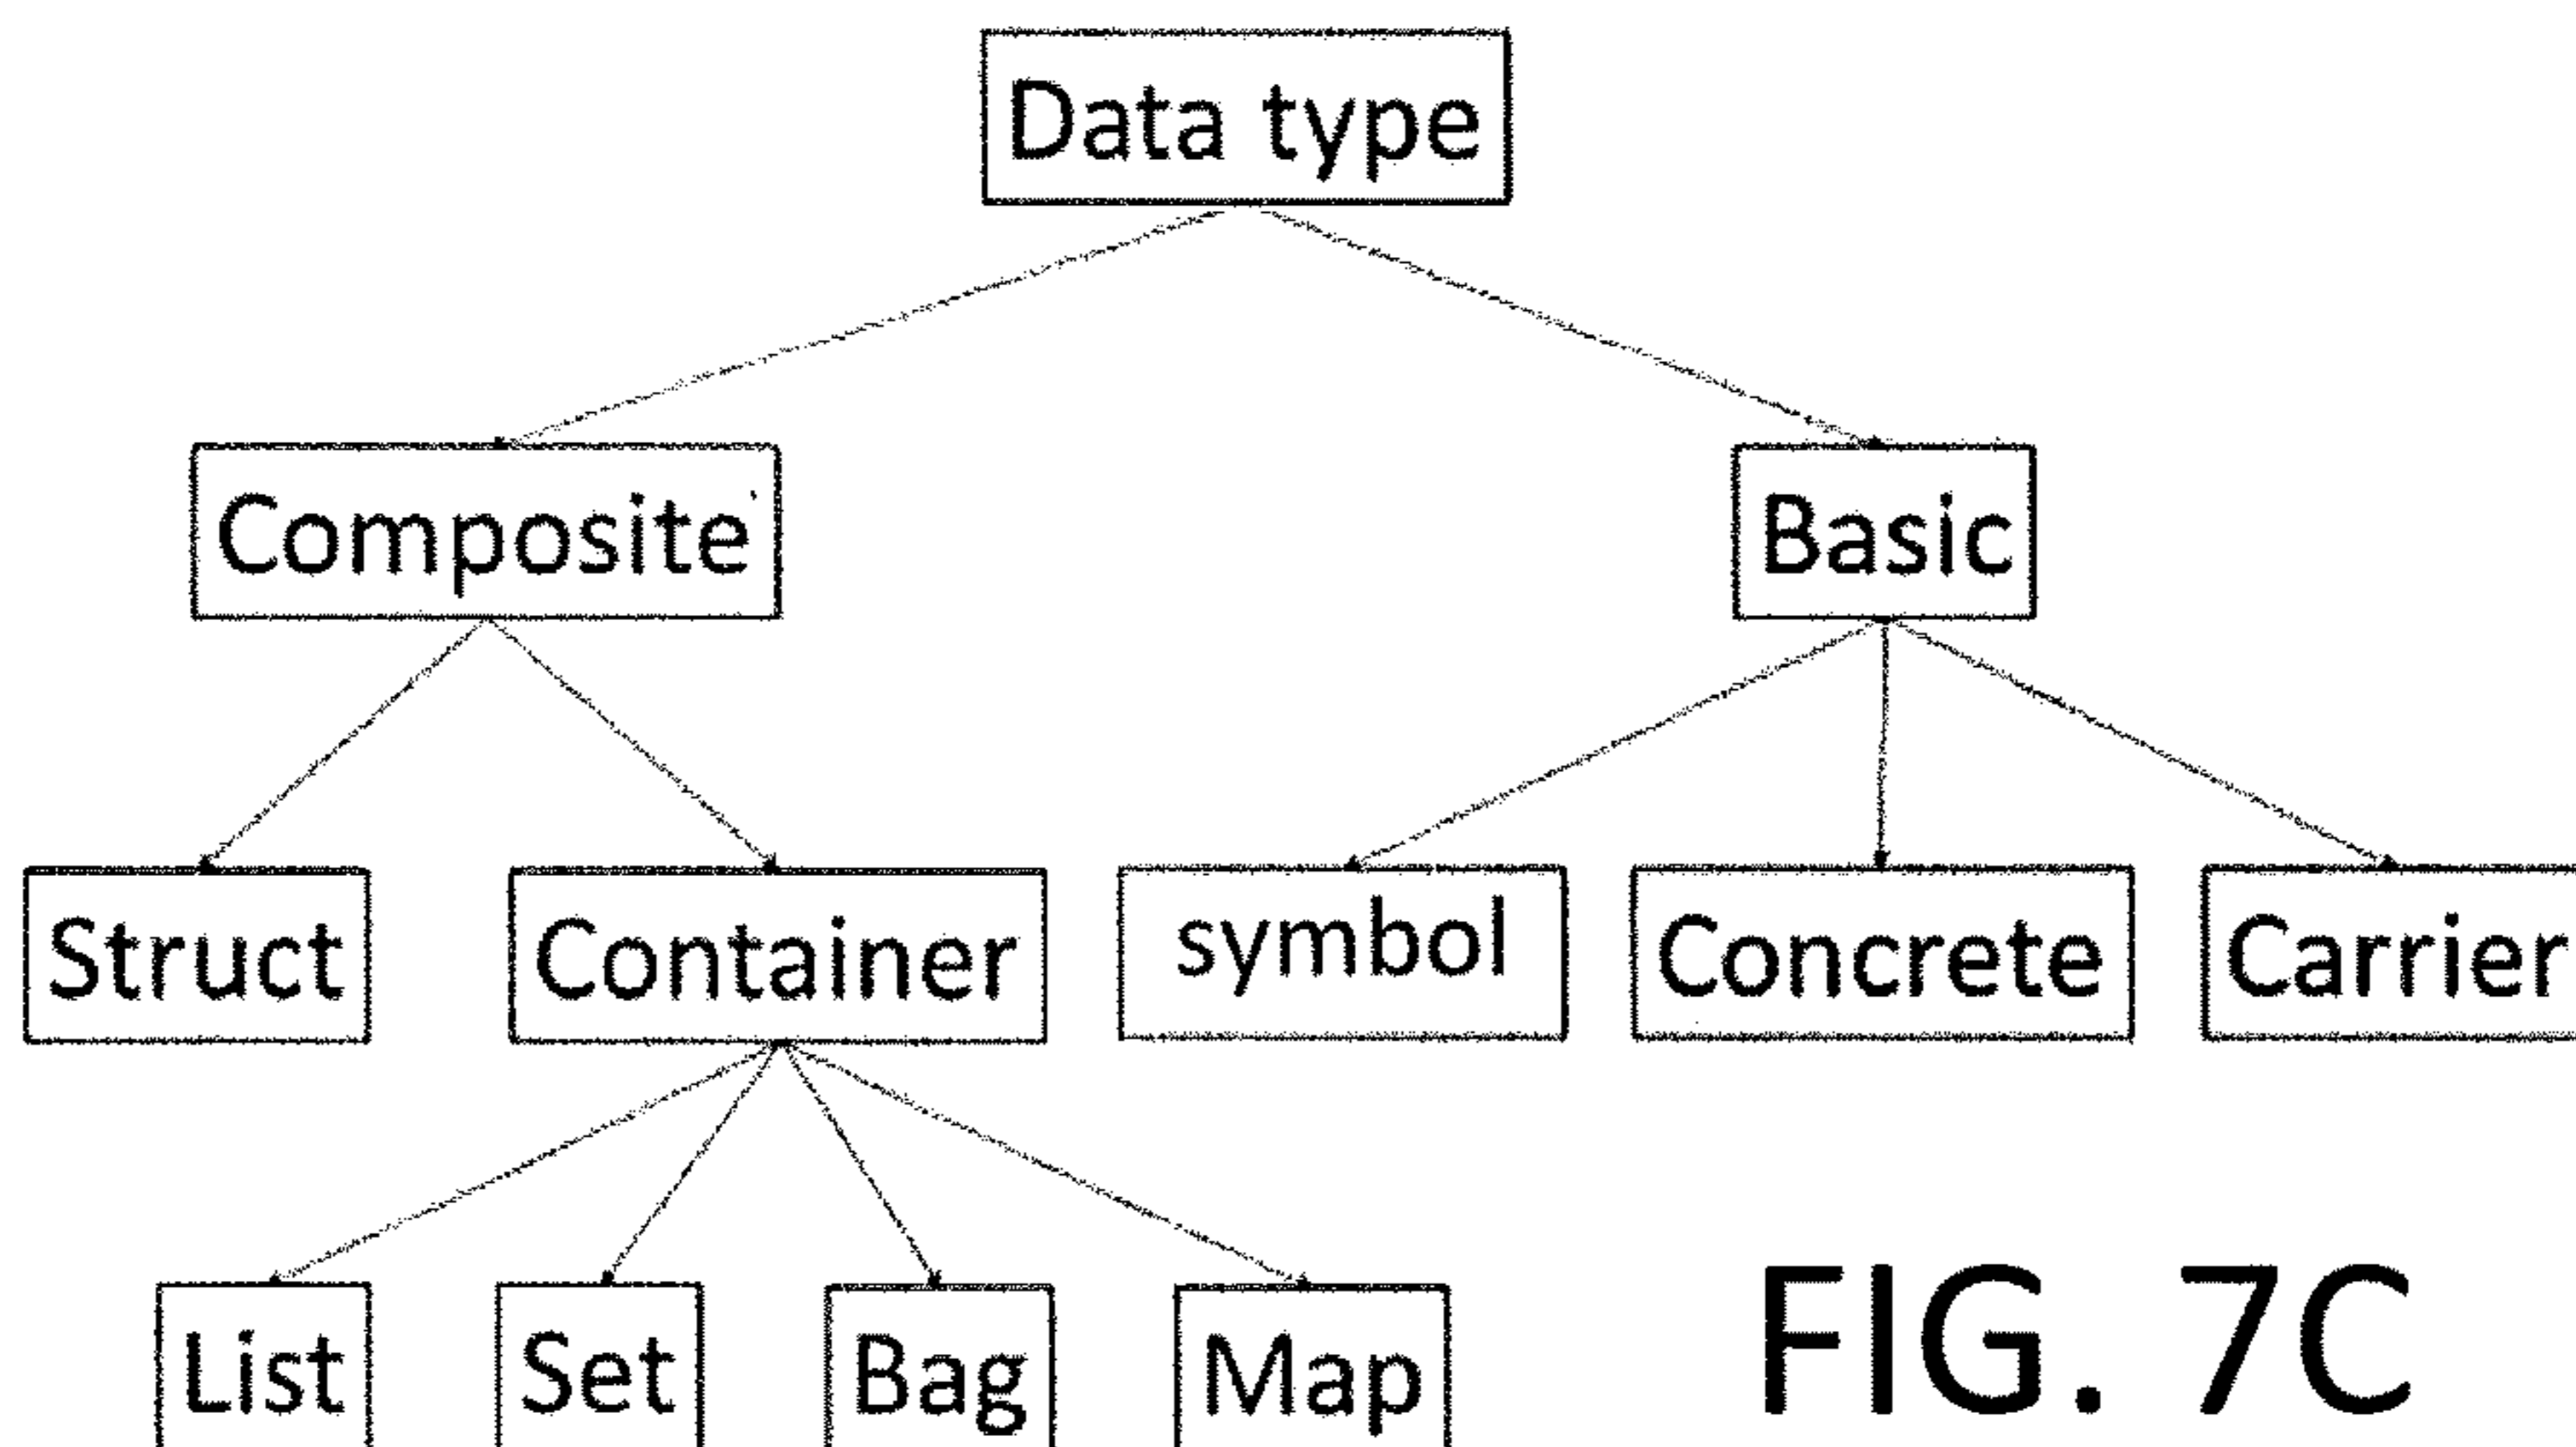 Data type
Composite
Basic
Struct
Container
symbol
Concrete
Carrier
List
Set
Bag
Map
FIG. 7C